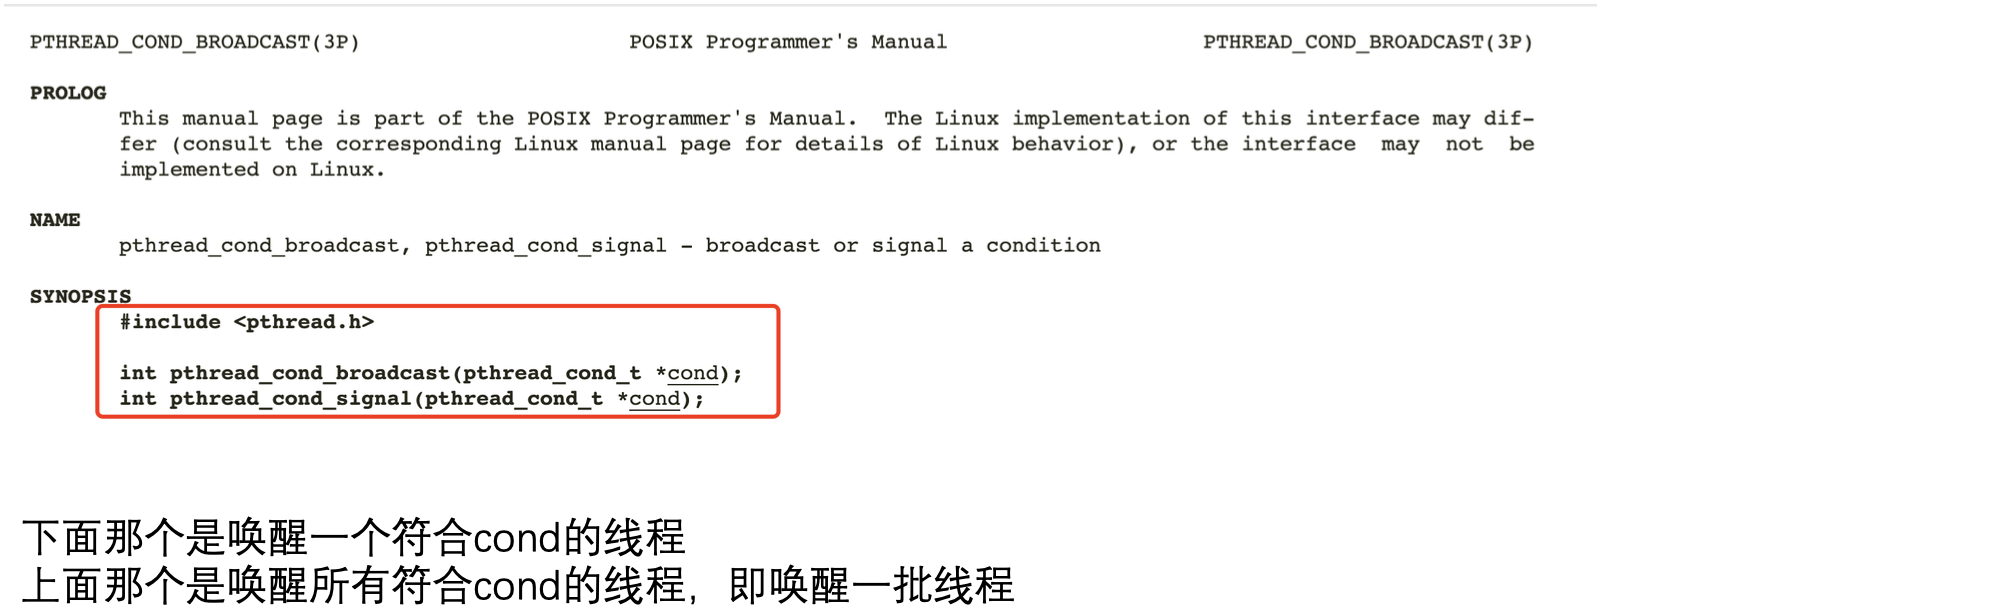 PTHREAD_COND_BROADCAST(3P) POSIX Programmer's Manual PTHREAD_COND_BROADCAST(3P)
PROLOG
This manual page is part of the POSIX Programmer's Manual. The Linux implementation of this interface may dif-
fer (consult the corresponding Linux manual page for details of Linux behavior), or the interface may not be
implemented on Linux.
NAME
pthread_cond_broadcast, pthread_cond_signal - broadcast or signal a condition
SYNOPSIS
#include <pthread.h>
int pthread_cond_broadcast(pthread_cond_t *cond);
int pthread_cond_signal(pthread_cond_t *cond);
下面那个是唤醒一个符合cond的线程
上面那个是唤醒所有符合cond的线程，即唤醒一批线程